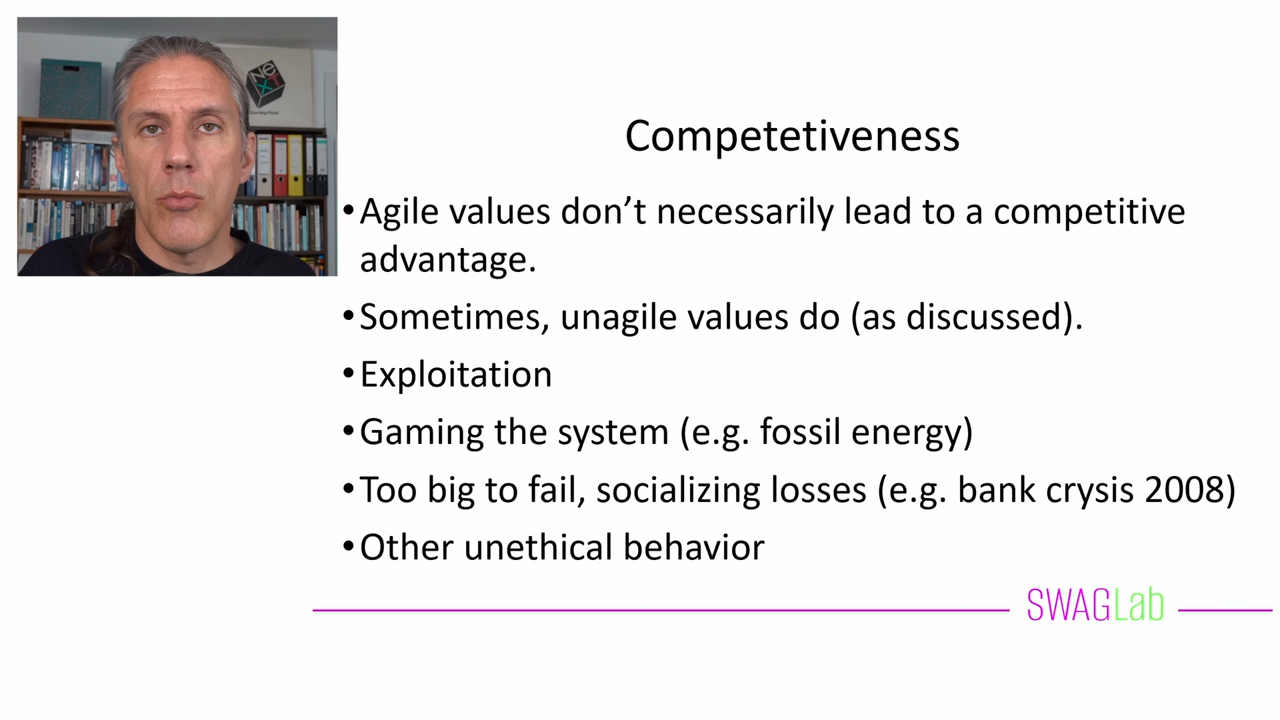 NeXT
Competetiveness
•Agile values don’t necessarily lead to a competitive
advantage.
•Sometimes, unagile values do (as discussed).
•Exploitation
•Gaming the system (e.g. fossil energy)
•Too big to fail, socializing losses (e.g. bank crysis 2008)
•Other unethical behavior
SWAGLab